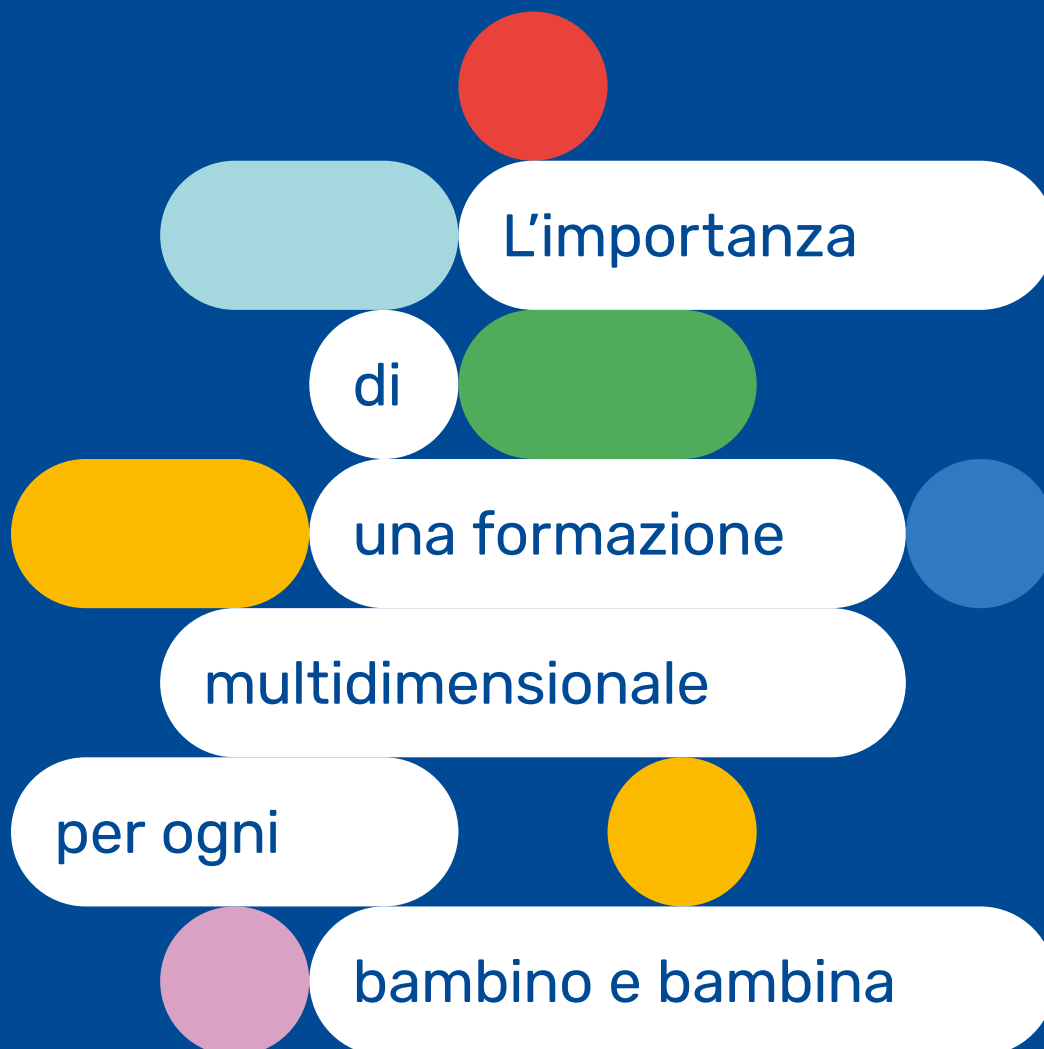 L’importanza
di
una formazione
multidimensionale
per ogni
bambino e bambina